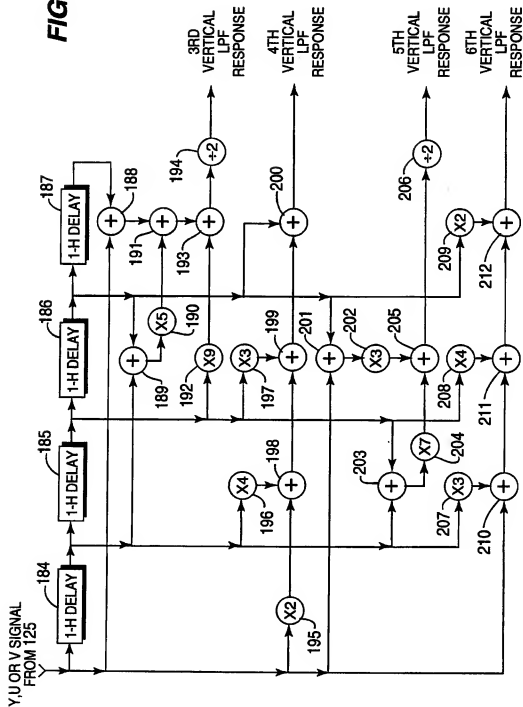 FIG
Y,U OR V SIGNAL
FROM 125
184
1-H DELAY
185
1-H DELAY
186
1-H DELAY
187
1-H DELAY
+
188
+
189
X5
190
+
191
X9
192
+
193
÷2
194
3RD
VERTICAL
LPF
RESPONSE
X2
195
X4
196
X3
197
+
198
+
199
+
200
4TH
VERTICAL
LPF
RESPONSE
+
201
X3
202
+
203
X7
204
+
205
÷2
206
5TH
VERTICAL
LPF
RESPONSE
X3
207
X4
208
X2
209
+
210
+
211
+
212
6TH
VERTICAL
LPF
RESPONSE